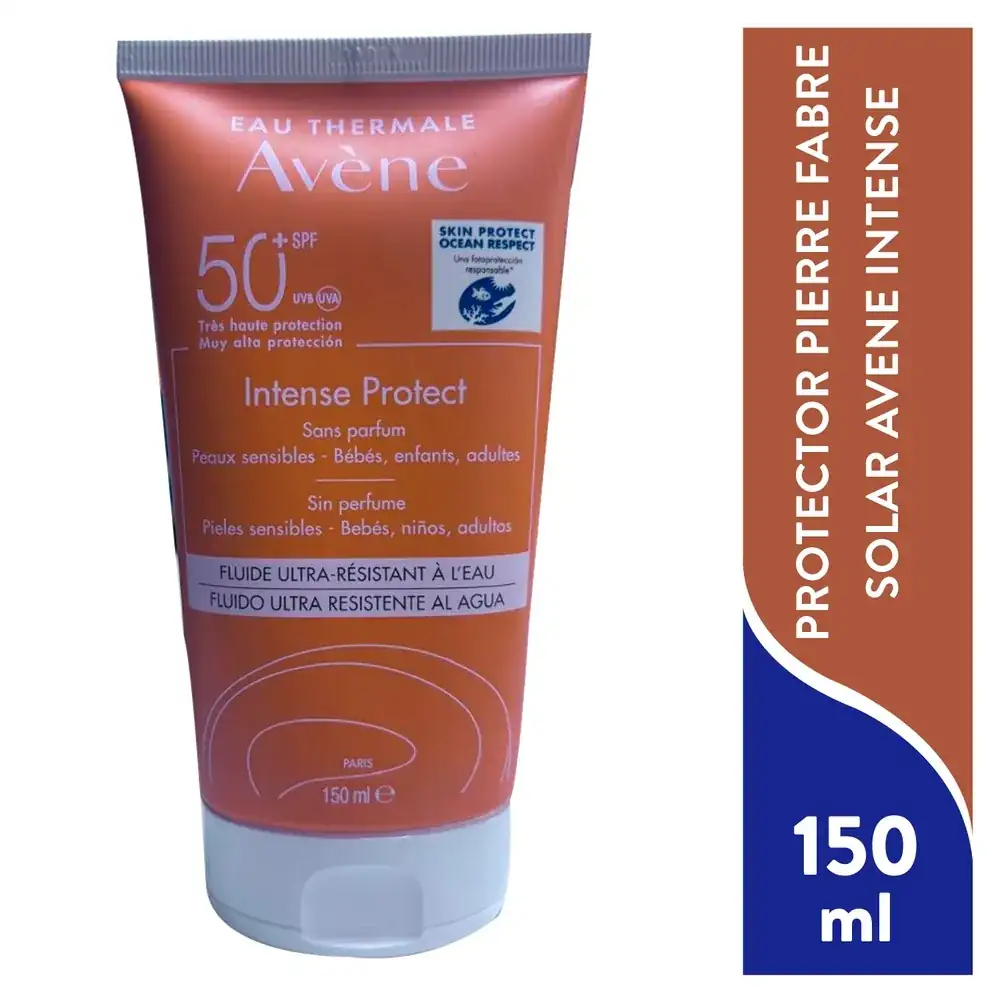 EAU THERMALE
Avène
50+ SPF
UVB UVA
Très haute protection
Muy alta protección
SKIN PROTECT
OCEAN RESPECT
Una fotoprotección
responsable*
Intense Protect
Sans parfum
Peaux sensibles - Bébés, enfants, adultes
Sin perfume
Pieles sensibles - Bebés, niños, adultos
FLUIDE ULTRA-RÉSISTANT À L'EAU
FLUIDO ULTRA RESISTENTE AL AGUA
PARIS
150 ml ℮
PROTECTOR PIERRE FABRE
SOLAR AVENE INTENSE
150
ml